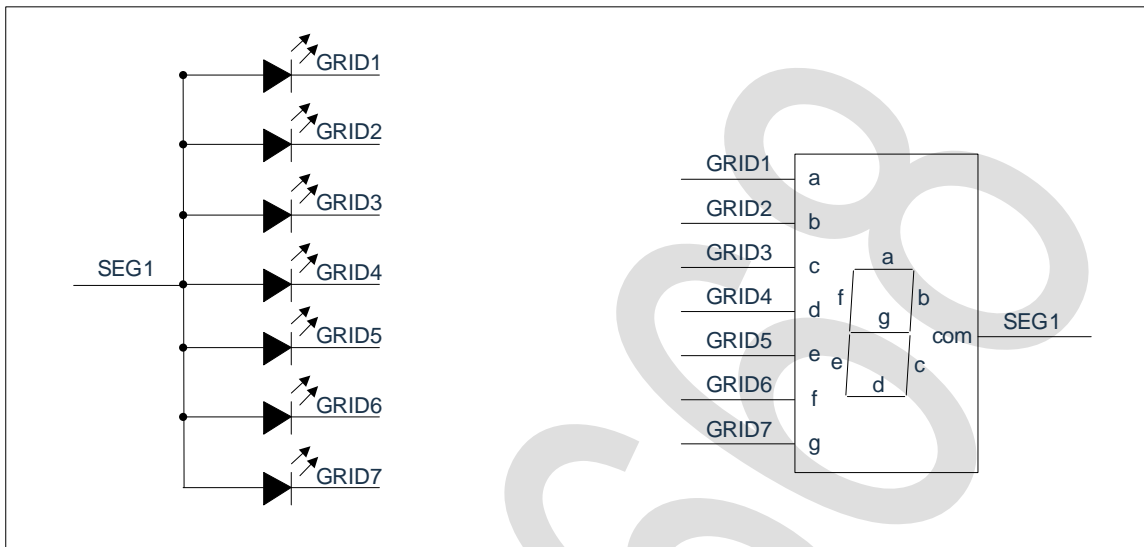 GRID1
GRID2
GRID3
SEG1
GRID4
GRID5
GRID6
GRID7
GRID1
a
GRID2
b
GRID3
c
GRID4
d
GRID5
e
GRID6
f
GRID7
g
a
f
b
g
e
c
d
com
SEG1